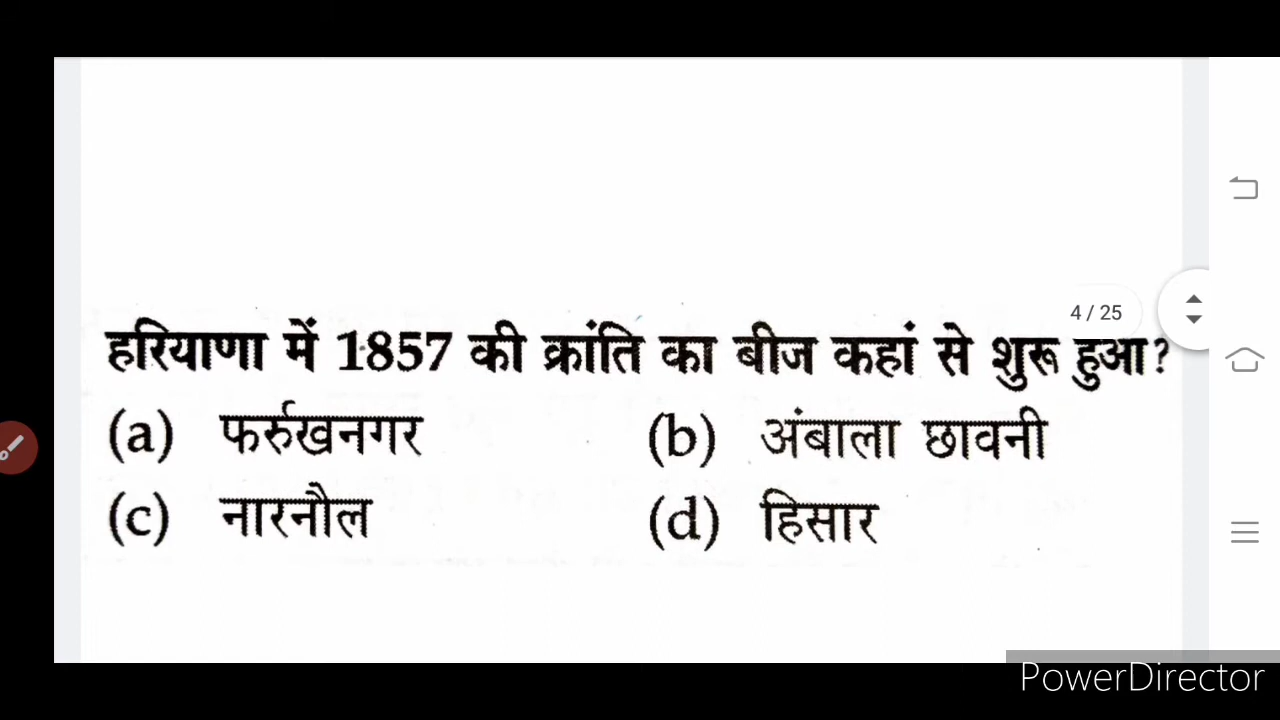 4 / 25
हरियाणा में 1857 की क्रांति का बीज कहां से शुरू हुआ?
(a) फर्रुखनगर (b) अंबाला छावनी
(c) नारनौल (d) हिसार
PowerDirector